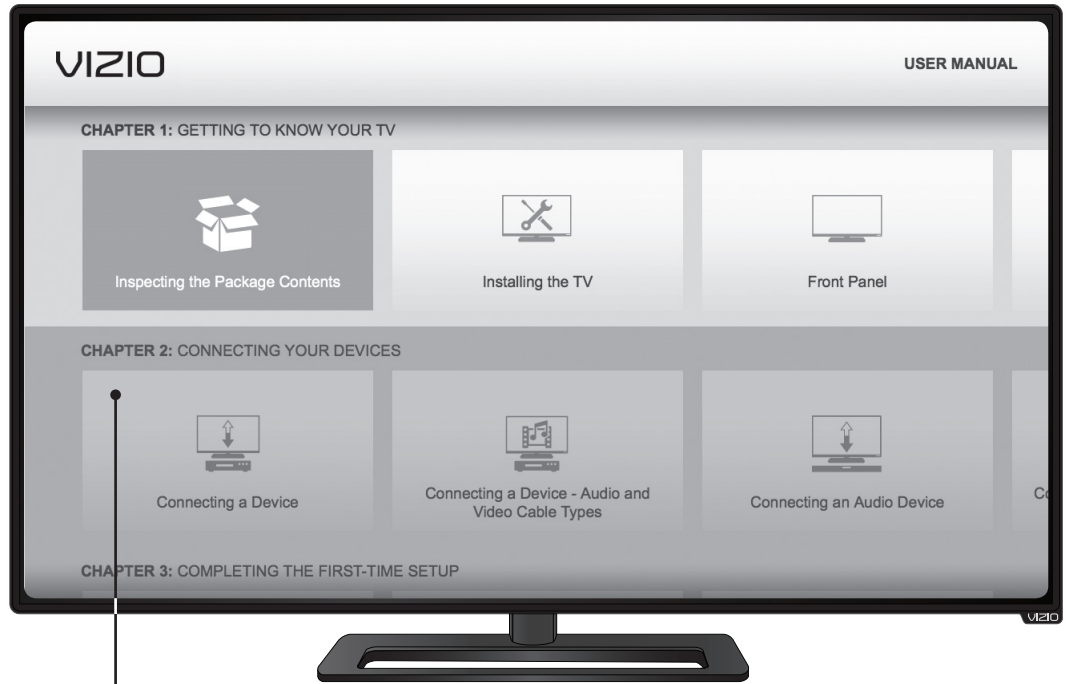 VIZIO
USER MANUAL
CHAPTER 1: GETTING TO KNOW YOUR TV
Inspecting the Package Contents
Installing the TV
Front Panel
CHAPTER 2: CONNECTING YOUR DEVICES
Connecting a Device
Connecting a Device - Audio and
Video Cable Types
Connecting an Audio Device
CHAPTER 3: COMPLETING THE FIRST-TIME SETUP
VIZIO